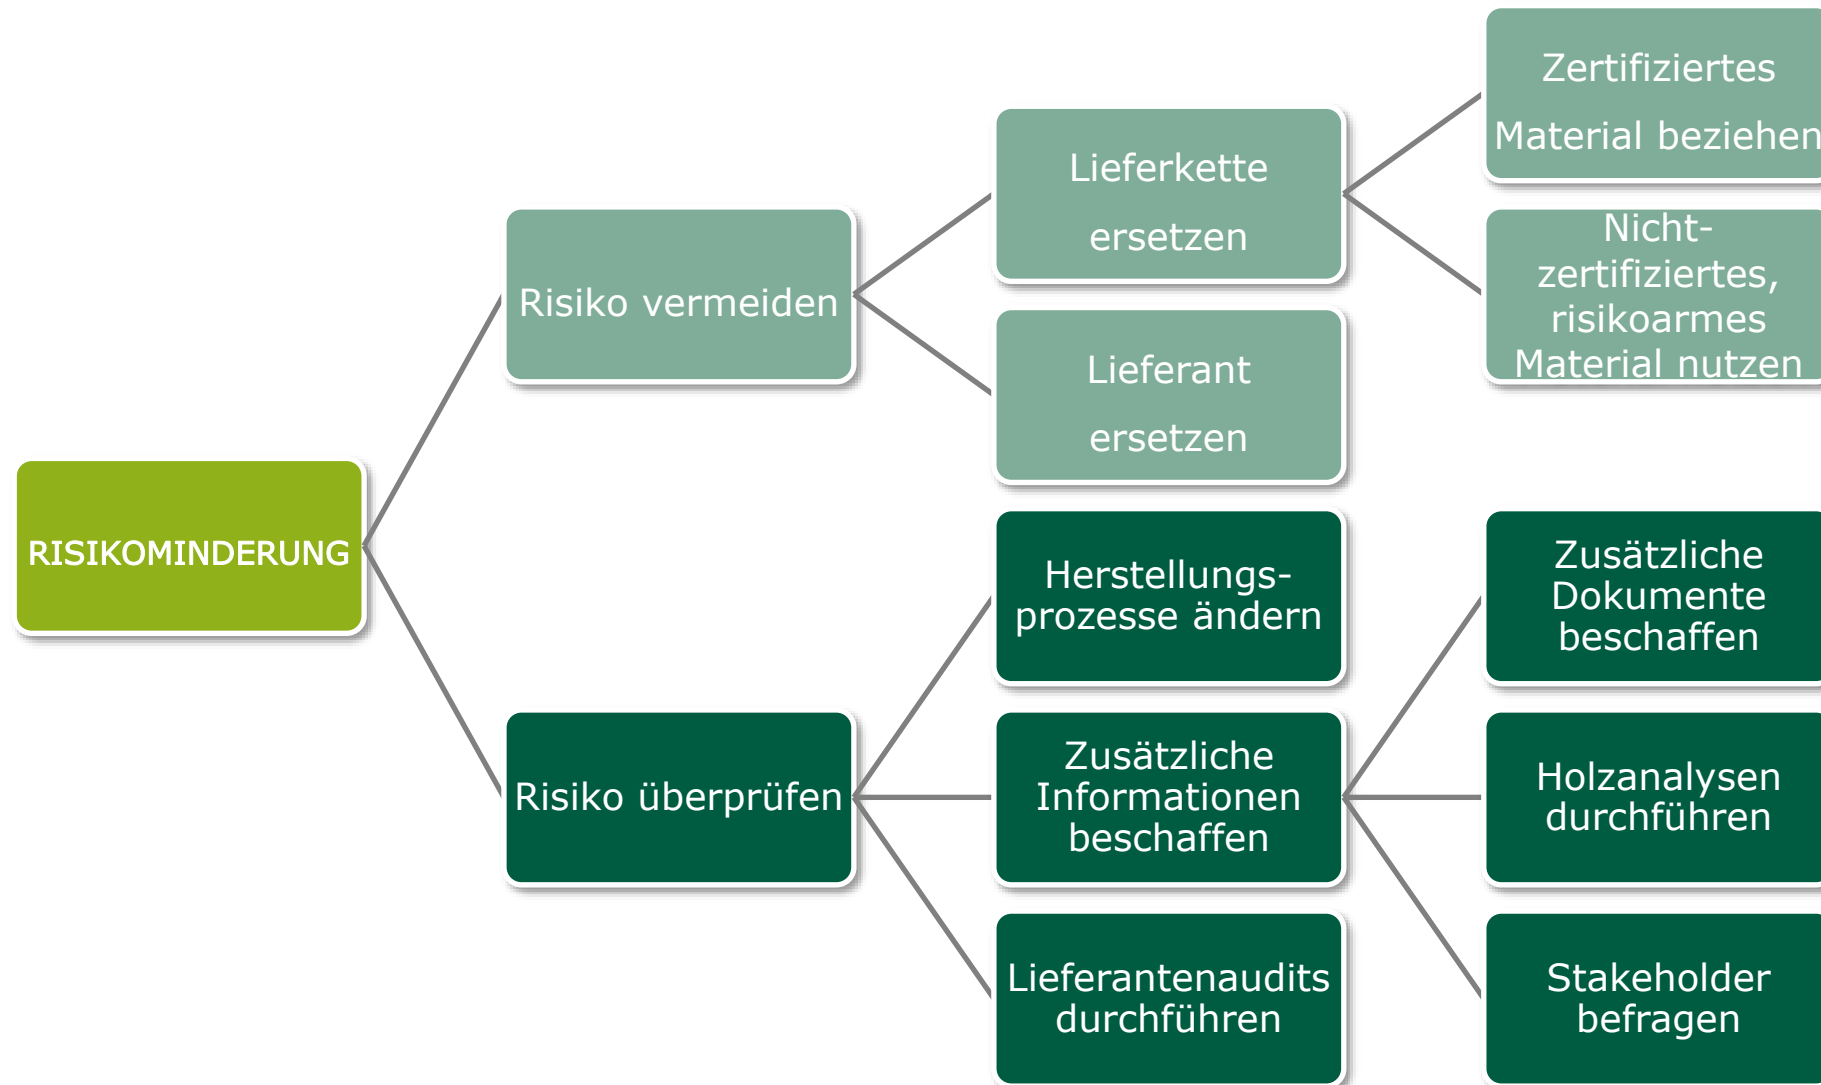 RISIKOMINDERUNG
Risiko vermeiden
Lieferkette
ersetzen
Zertifiziertes
Material beziehen
Nicht-
zertifiziertes,
risikoarmes
Material nutzen
Lieferant
ersetzen
Risiko überprüfen
Herstellungs-
prozesse ändern
Zusätzliche
Informationen
beschaffen
Zusätzliche
Dokumente
beschaffen
Holzanalysen
durchführen
Stakeholder
befragen
Lieferantenaudits
durchführen